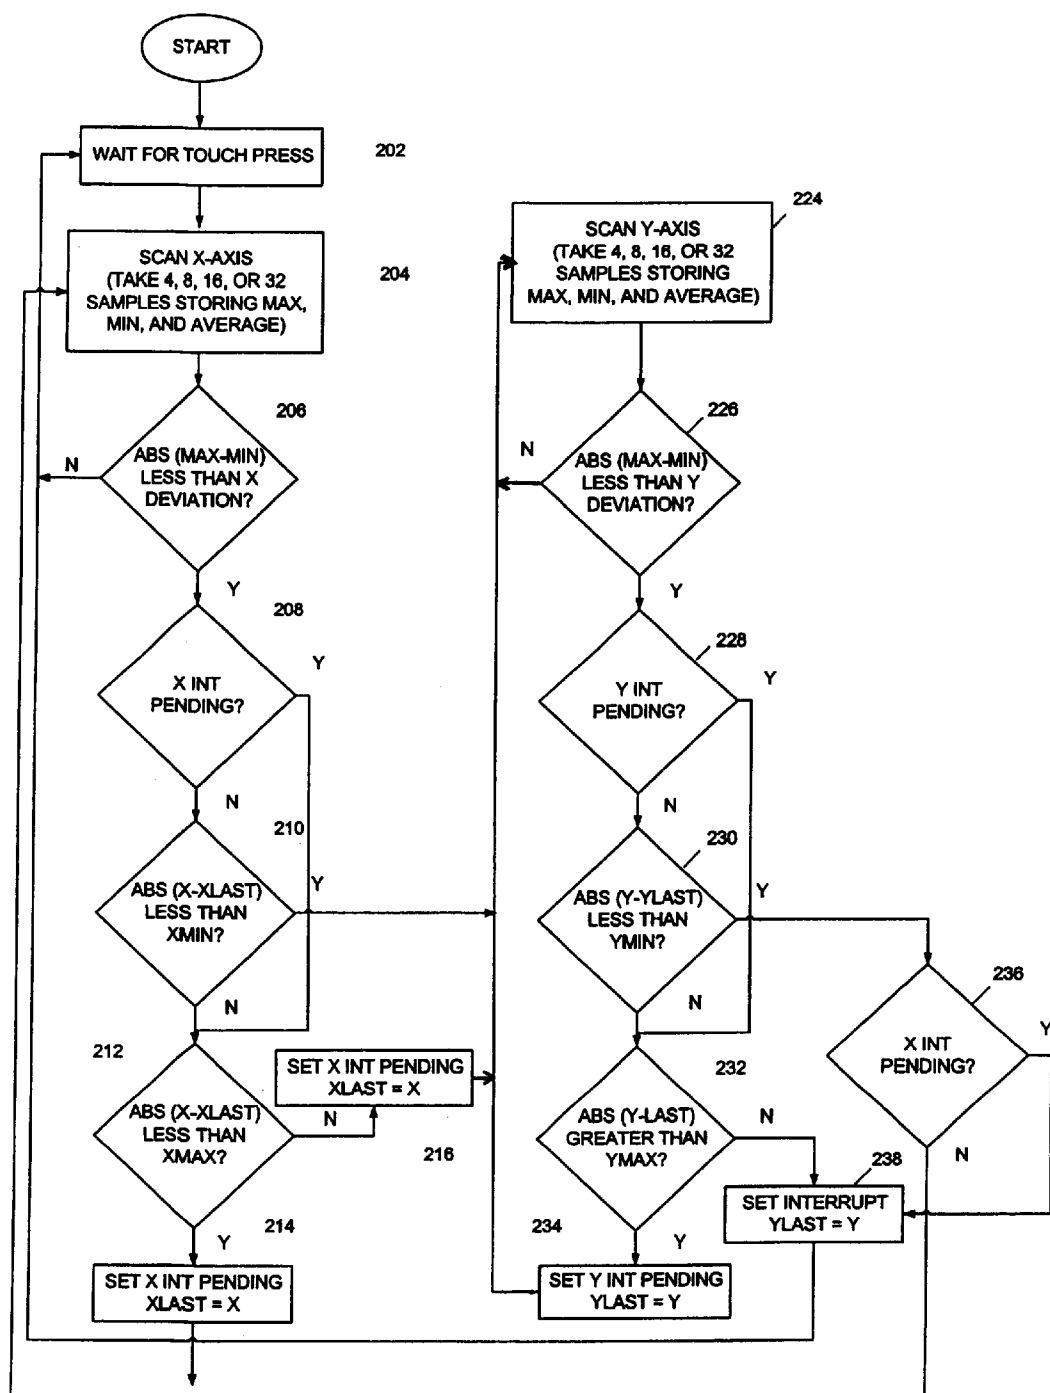 START
WAIT FOR TOUCH PRESS
202
SCAN X-AXIS
(TAKE 4, 8, 16, OR 32
SAMPLES STORING MAX,
MIN, AND AVERAGE)
204
206
ABS (MAX-MIN)
LESS THAN X
DEVIATION?
N
Y
208
X INT
PENDING?
Y
N
210
ABS (X-XLAST)
LESS THAN
XMIN?
Y
N
212
ABS (X-XLAST)
LESS THAN
XMAX?
N
SET X INT PENDING
XLAST = X
216
Y
214
SET X INT PENDING
XLAST = X
224
SCAN Y-AXIS
(TAKE 4, 8, 16, OR 32
SAMPLES STORING
MAX, MIN, AND AVERAGE)
226
ABS (MAX-MIN)
LESS THAN Y
DEVIATION?
N
Y
228
Y INT
PENDING?
Y
N
230
ABS (Y-YLAST)
LESS THAN
YMIN?
Y
N
232
ABS (Y-LAST)
GREATER THAN
YMAX?
N
Y
234
SET Y INT PENDING
YLAST = Y
236
X INT
PENDING?
Y
N
238
SET INTERRUPT
YLAST = Y